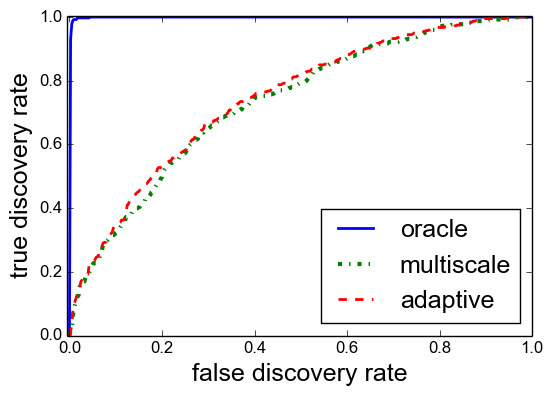 1.0
0.8
0.6
0.4
0.2
0.0
true discovery rate
oracle
multiscale
adaptive
0.0 0.2 0.4 0.6 0.8 1.0
false discovery rate